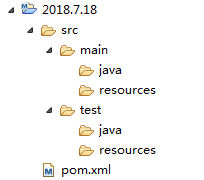 2018.7.18
src
main
java
resources
test
java
resources
pom.xml